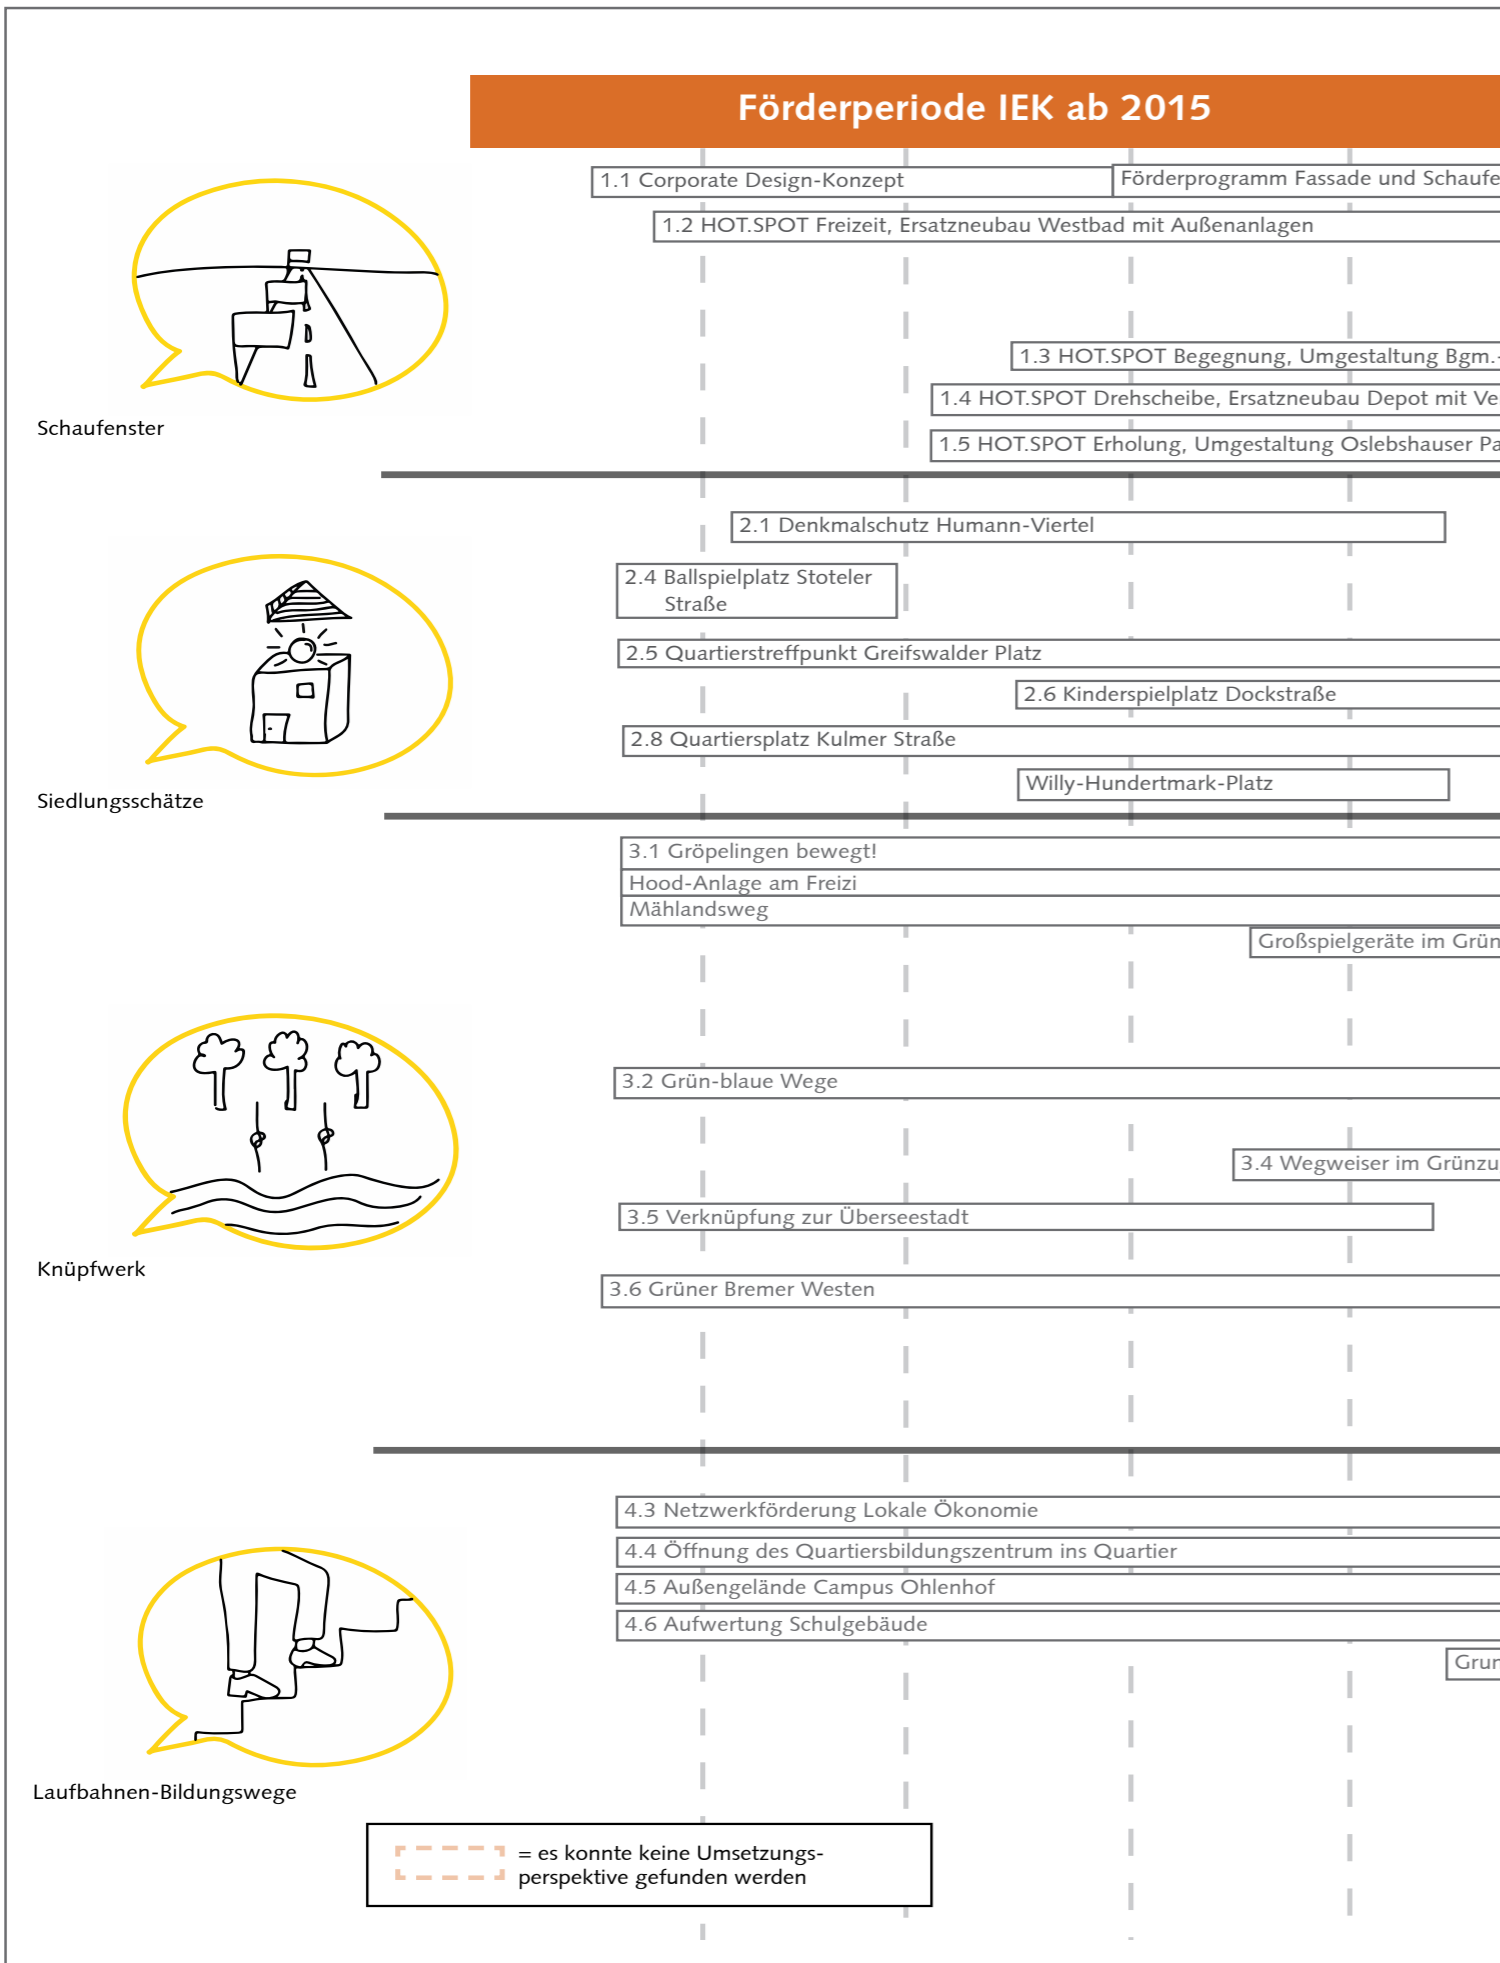 Förderperiode IEK ab 2015
1.1 Corporate Design-Konzept
Förderprogramm Fassade und Schaufe
1.2 HOT.SPOT Freizeit, Ersatzneubau Westbad mit Außenanlagen
1.3 HOT.SPOT Begegnung, Umgestaltung Bgm.-
1.4 HOT.SPOT Drehscheibe, Ersatzneubau Depot mit Ve
1.5 HOT.SPOT Erholung, Umgestaltung Oslebshauser Pa
Schaufenster
2.1 Denkmalschutz Humann-Viertel
2.4 Ballspielplatz Stoteler
Straße
2.5 Quartierstreffpunkt Greifswalder Platz
2.6 Kinderspielplatz Dockstraße
2.8 Quartiersplatz Kulmer Straße
Willy-Hundertmark-Platz
Siedlungsschätze
3.1 Gröpelingen bewegt!
Hood-Anlage am Freizi
Mählandsweg
Großspielgeräte im Grün
3.2 Grün-blaue Wege
3.4 Wegweiser im Grünzu
3.5 Verknüpfung zur Überseestadt
3.6 Grüner Bremer Westen
Knüpfwerk
4.3 Netzwerkförderung Lokale Ökonomie
4.4 Öffnung des Quartiersbildungszentrum ins Quartier
4.5 Außengelände Campus Ohlenhof
4.6 Aufwertung Schulgebäude
Grun
Laufbahnen-Bildungswege
= es konnte keine Umsetzungs-
perspektive gefunden werden